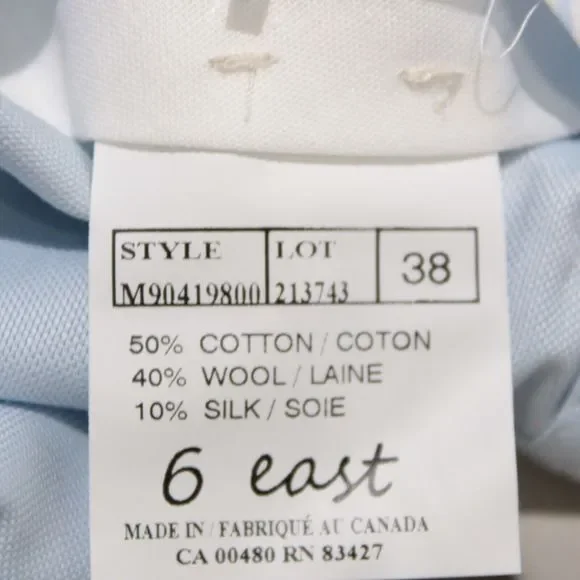 STYLE LOT 38
M90419800 213743
50% COTTON / COTON
40% WOOL / LAINE
10% SILK / SOIE
6 east
MADE IN / FABRIQUÉ AU CANADA
CA 00480 RN 83427